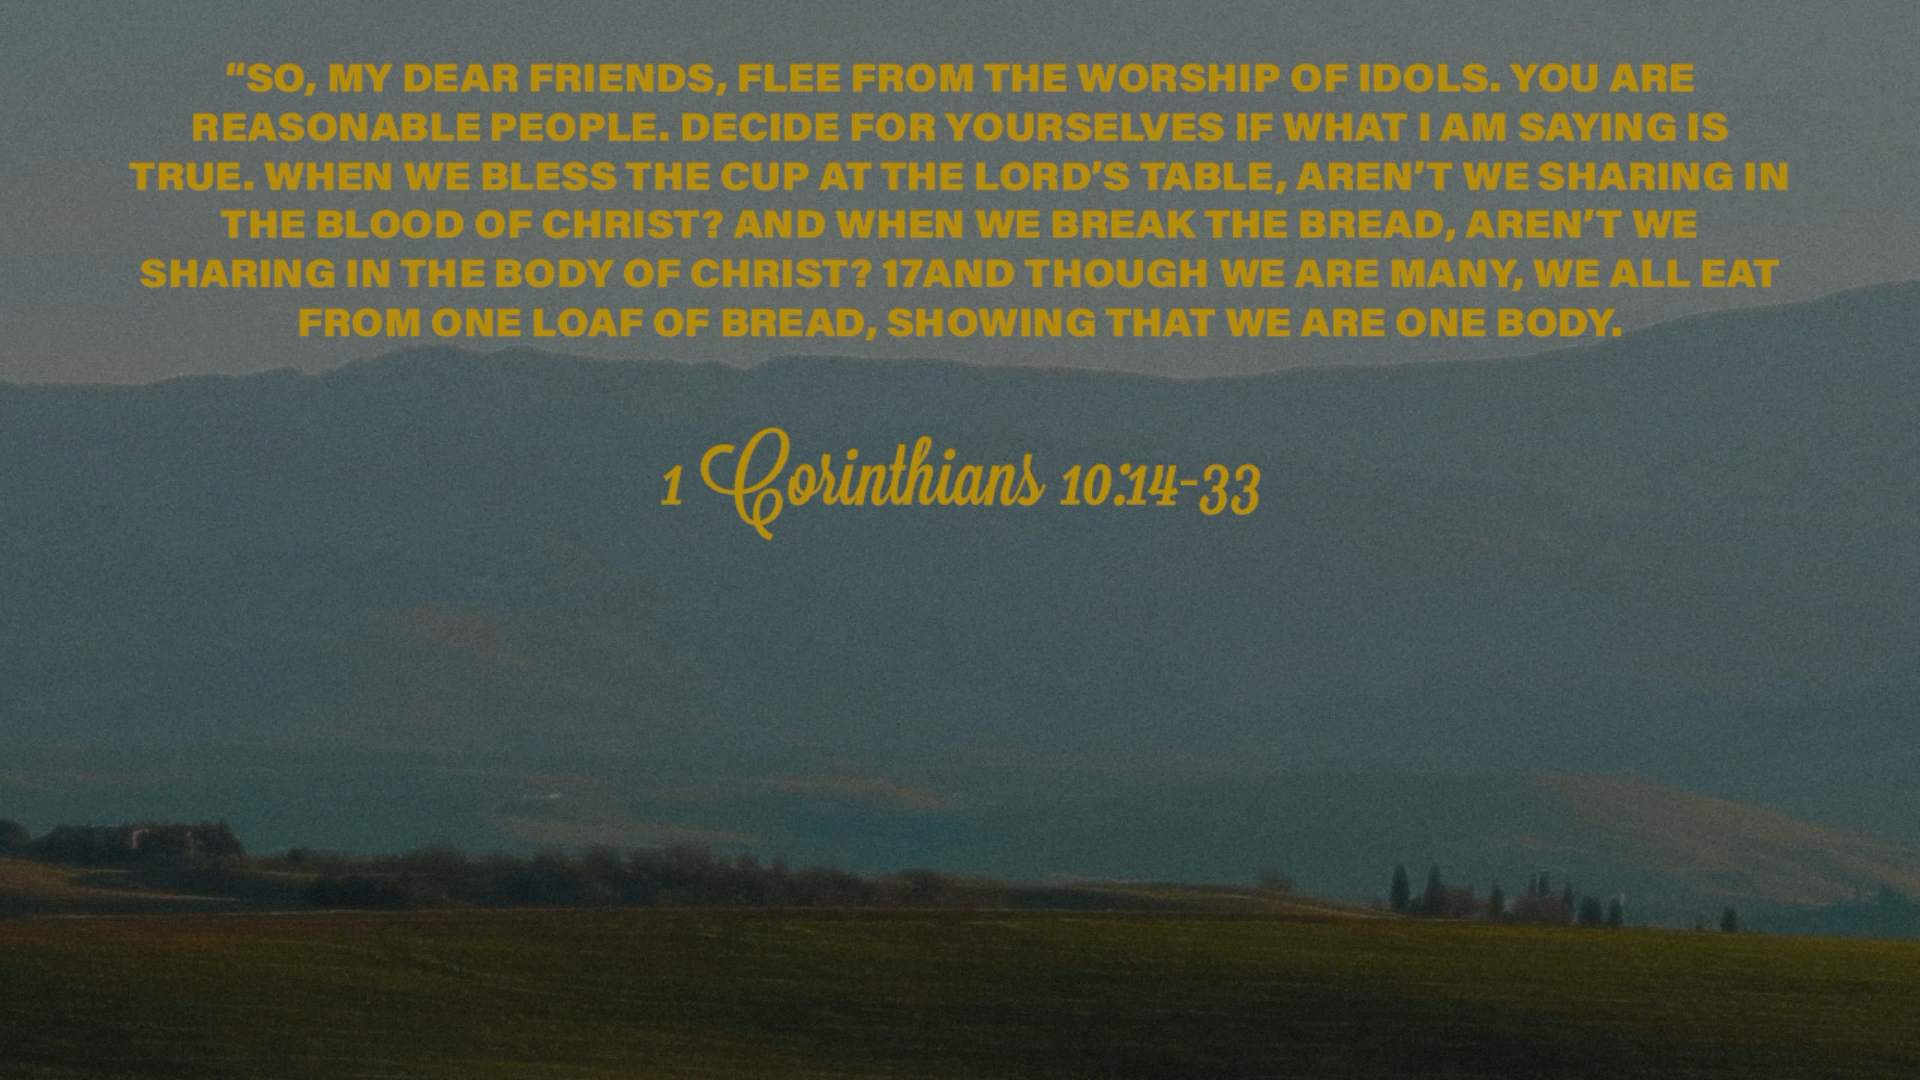 “SO, MY DEAR FRIENDS, FLEE FROM THE WORSHIP OF IDOLS. YOU ARE
REASONABLE PEOPLE. DECIDE FOR YOURSELVES IF WHAT I AM SAYING IS
TRUE. WHEN WE BLESS THE CUP AT THE LORD’S TABLE, AREN’T WE SHARING IN
THE BLOOD OF CHRIST? AND WHEN WE BREAK THE BREAD, AREN’T WE
SHARING IN THE BODY OF CHRIST? 17AND THOUGH WE ARE MANY, WE ALL EAT
FROM ONE LOAF OF BREAD, SHOWING THAT WE ARE ONE BODY.
1 Corinthians 10:14-33